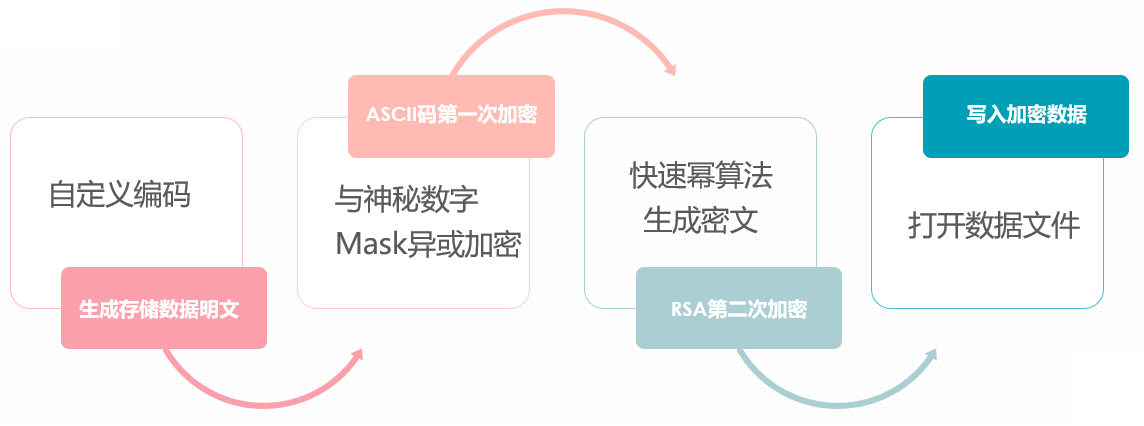 自定义编码
生成存储数据明文
ASCII码第一次加密
与神秘数字
Mask异或加密
快速幂算法
生成密文
RSA第二次加密
写入加密数据
打开数据文件